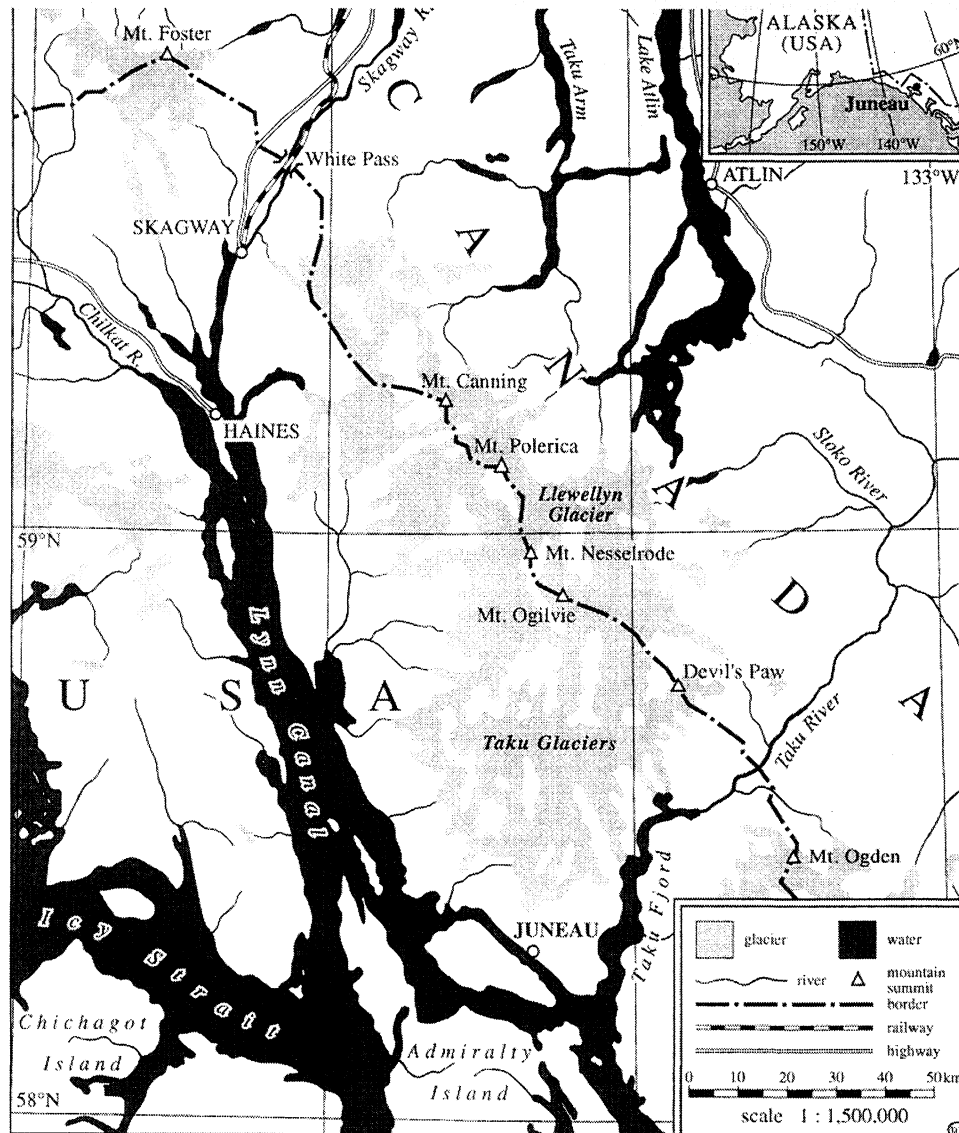 Mt. Foster
Skagway R.
Taku Arm
Lake Atlin
ALASKA
(USA)
60°N
Juneau
150°W
140°W
133°W
White Pass
ATLIN
SKAGWAY
C
A
N
A
D
A
Chilkat R.
HAINES
Mt. Canning
Mt. Polerica
Sloko River
Llewellyn
Glacier
59°N
Mt. Nesselrode
Mt. Ogilvie
Devil's Paw
U S A
Lynn Canal
Taku Glaciers
Taku River
Mt. Ogden
Taku Fjord
Icy Strait
JUNEAU
Chichagof
Island
Admiralty
Island
58°N
glacier
water
river
mountain
summit
border
railway
highway
0 10 20 30 40 50km
scale 1 : 1,500,000